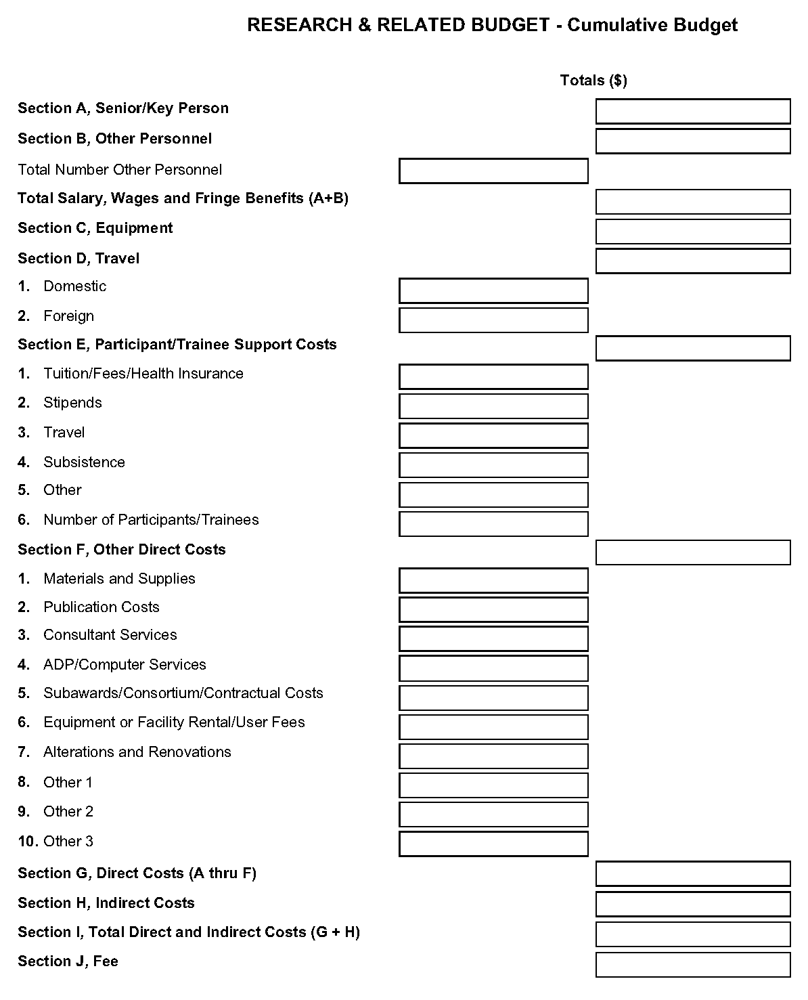 RESEARCH & RELATED BUDGET - Cumulative Budget
Totals ($)
Section A, Senior/Key Person
Section B, Other Personnel
Total Number Other Personnel
Total Salary, Wages and Fringe Benefits (A+B)
Section C, Equipment
Section D, Travel
1. Domestic
2. Foreign
Section E, Participant/Trainee Support Costs
1. Tuition/Fees/Health Insurance
2. Stipends
3. Travel
4. Subsistence
5. Other
6. Number of Participants/Trainees
Section F, Other Direct Costs
1. Materials and Supplies
2. Publication Costs
3. Consultant Services
4. ADP/Computer Services
5. Subawards/Consortium/Contractual Costs
6. Equipment or Facility Rental/User Fees
7. Alterations and Renovations
8. Other 1
9. Other 2
10. Other 3
Section G, Direct Costs (A thru F)
Section H, Indirect Costs
Section I, Total Direct and Indirect Costs (G + H)
Section J, Fee